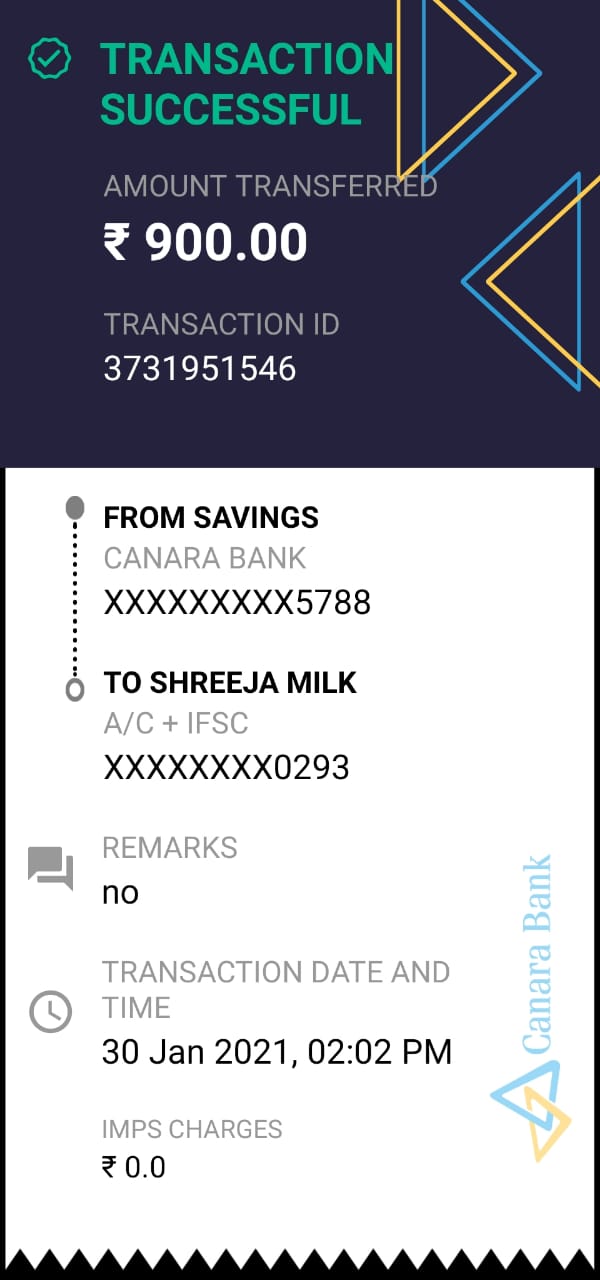 TRANSACTION
SUCCESSFUL
AMOUNT TRANSFERRED
₹ 900.00
TRANSACTION ID
3731951546
FROM SAVINGS
CANARA BANK
XXXXXXXXX5788
TO SHREEJA MILK
A/C + IFSC
XXXXXXXX0293
REMARKS
no
TRANSACTION DATE AND
TIME
30 Jan 2021, 02:02 PM
IMPS CHARGES
₹ 0.0
Canara Bank